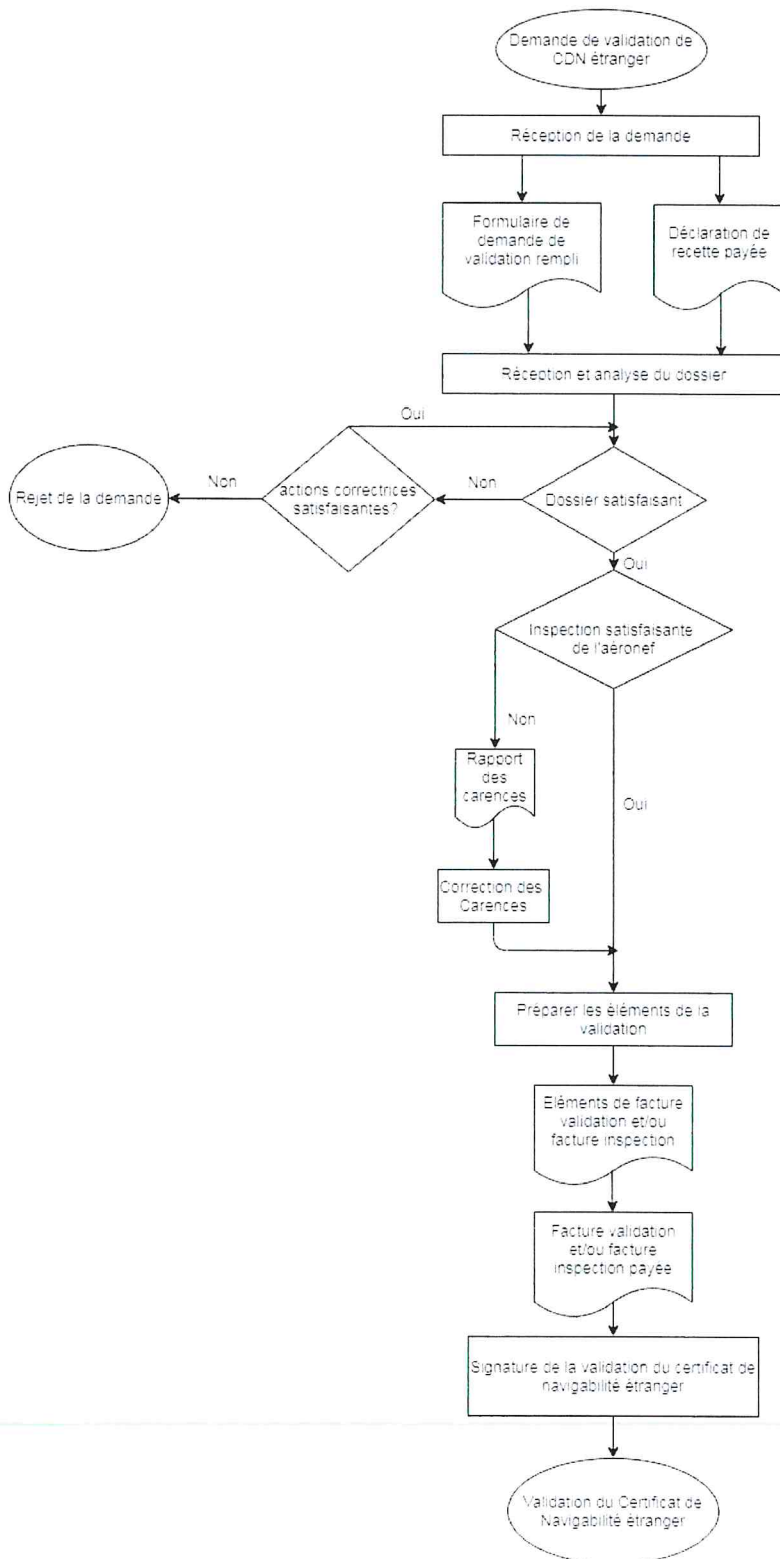 Demande de validation de
CDN étranger
Réception de la demande
Formulaire de
demande de
validation rempli
Déclaration de
recette payée
Réception et analyse du dossier
Oui
Rejet de la demande
Non
actions correctrices
satisfaisantes?
Non
Dossier satisfaisant
Oui
Inspection satisfaisante
de l'aéronef
Non
Rapport
des
carences
Oui
Correction des
Carences
Préparer les éléments de la
validation
Eléments de facture
validation et/ou
facture inspection
Facture validation
et/ou facture
inspection payée
Signature de la validation du certificat de
navigabilité étranger
Validation du Certificat de
Navigabilité étranger